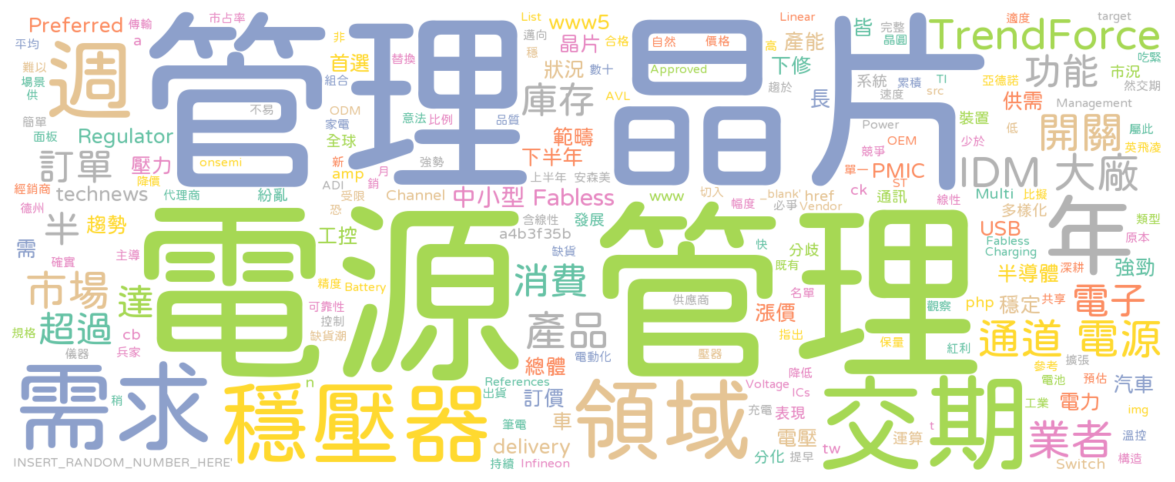 管理 晶片
電源 管理
週
年
需求
穩壓器
領域
交期
TrendForce
IDM 大廠
通道 電源
開關
功能
庫存
訂單
半
市場
超過
達
消費
產品
中小型 Fabless
電子
業者
Preferred
傳輸
市占率
a
平均
難以
場景
供
簡單
面板
Regulator
壓力
technews
經銷商
德州
降價
代理商
紛亂
趨勢
需
確實
主導
工控
規格
儀器
兵家
cb
可靠性
控制
缺貨潮
精度
Battery
稍
n
INSERT_RANDOM_NUMBER_HERE'
首選
非
替換
組合
不易
ODM
家電
意法
比例
品質
全球
新
amp
月
銷
強勢
onsemi
ADI
受限
恐
上半年
安森美
Channel
下半年
範疇
晶片
狀況
數十
www5
List
邁向
穩
合格
自然
價格
Approved
AVL
高
趨於
產能
下修
長
皆
完整
晶圓
系統
累積
TI
速度
src
Power
OEM
競爭
單一
PMIC
ST
ck
通訊
線性
Linear
適度
target
亞德諾
市況
吃緊
然交期
供需
Management
裝置
少於
低
屬此
英飛凌
Multi
比擬
多樣化
類型
原本
USB
Fabless
Charging
深耕
強勁
半導體
php
穩定
共享
擴張
參考
紅利
觀察
名單
既有
分歧
快
漲價
指出
保量
降低
_blank'
href
必爭
Vendor
切入
幅度
www
含線性
發展
a4b3f35b
缺貨
供應商
壓器
總體
電動化
References
出貨
訂價
筆電
車
delivery
持續
Infineon
Voltage
ICs
充電
表現
電壓
分化
提早
tw
運算
t
電池
預估
工業
電力
汽車
img
溫控
構造
Switch